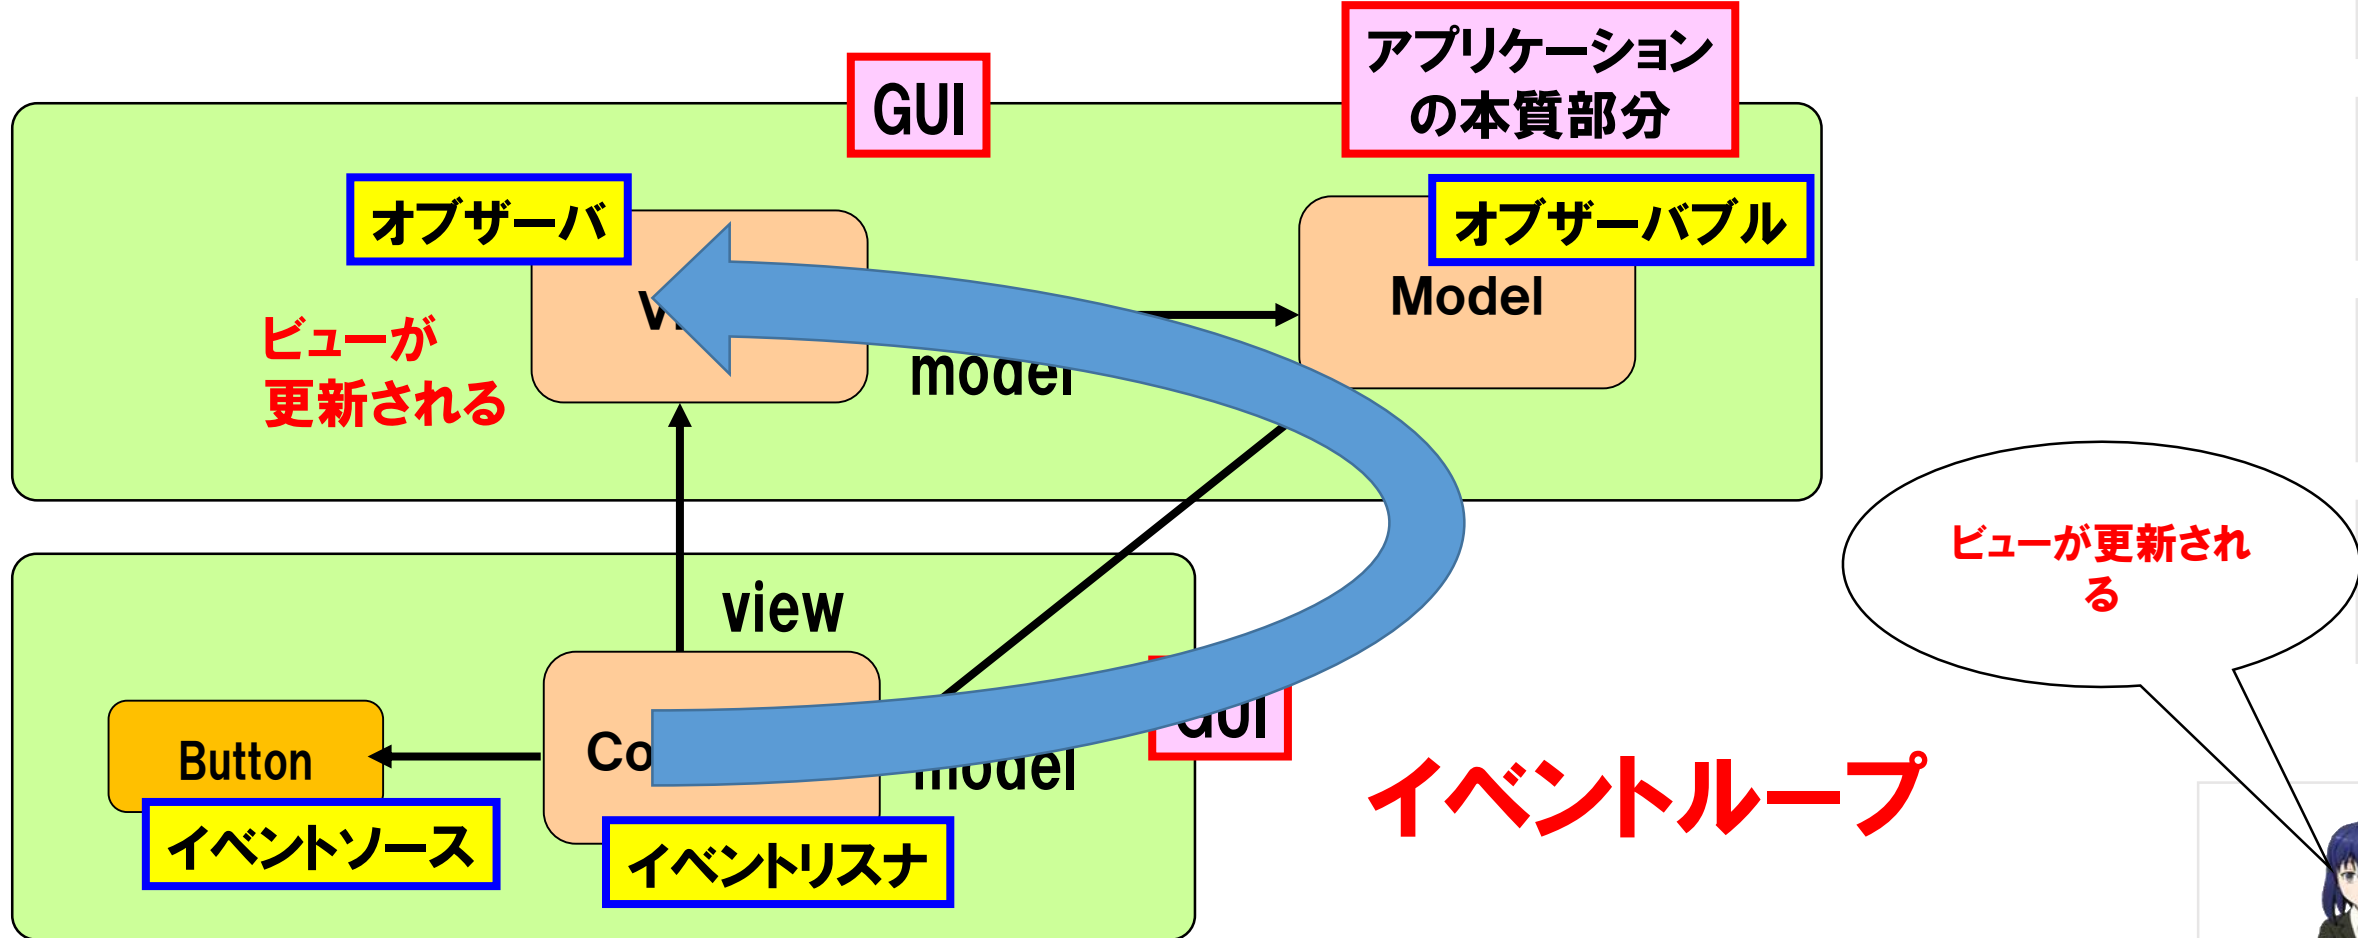 アプリケーション
の本質部分
GUI
オブザーバ
オブザーバブル
Model
ビューが
更新される
model
ビューが更新され
る
view
GUI
Button
model
イベントループ
イベントソース
イベントリスナ